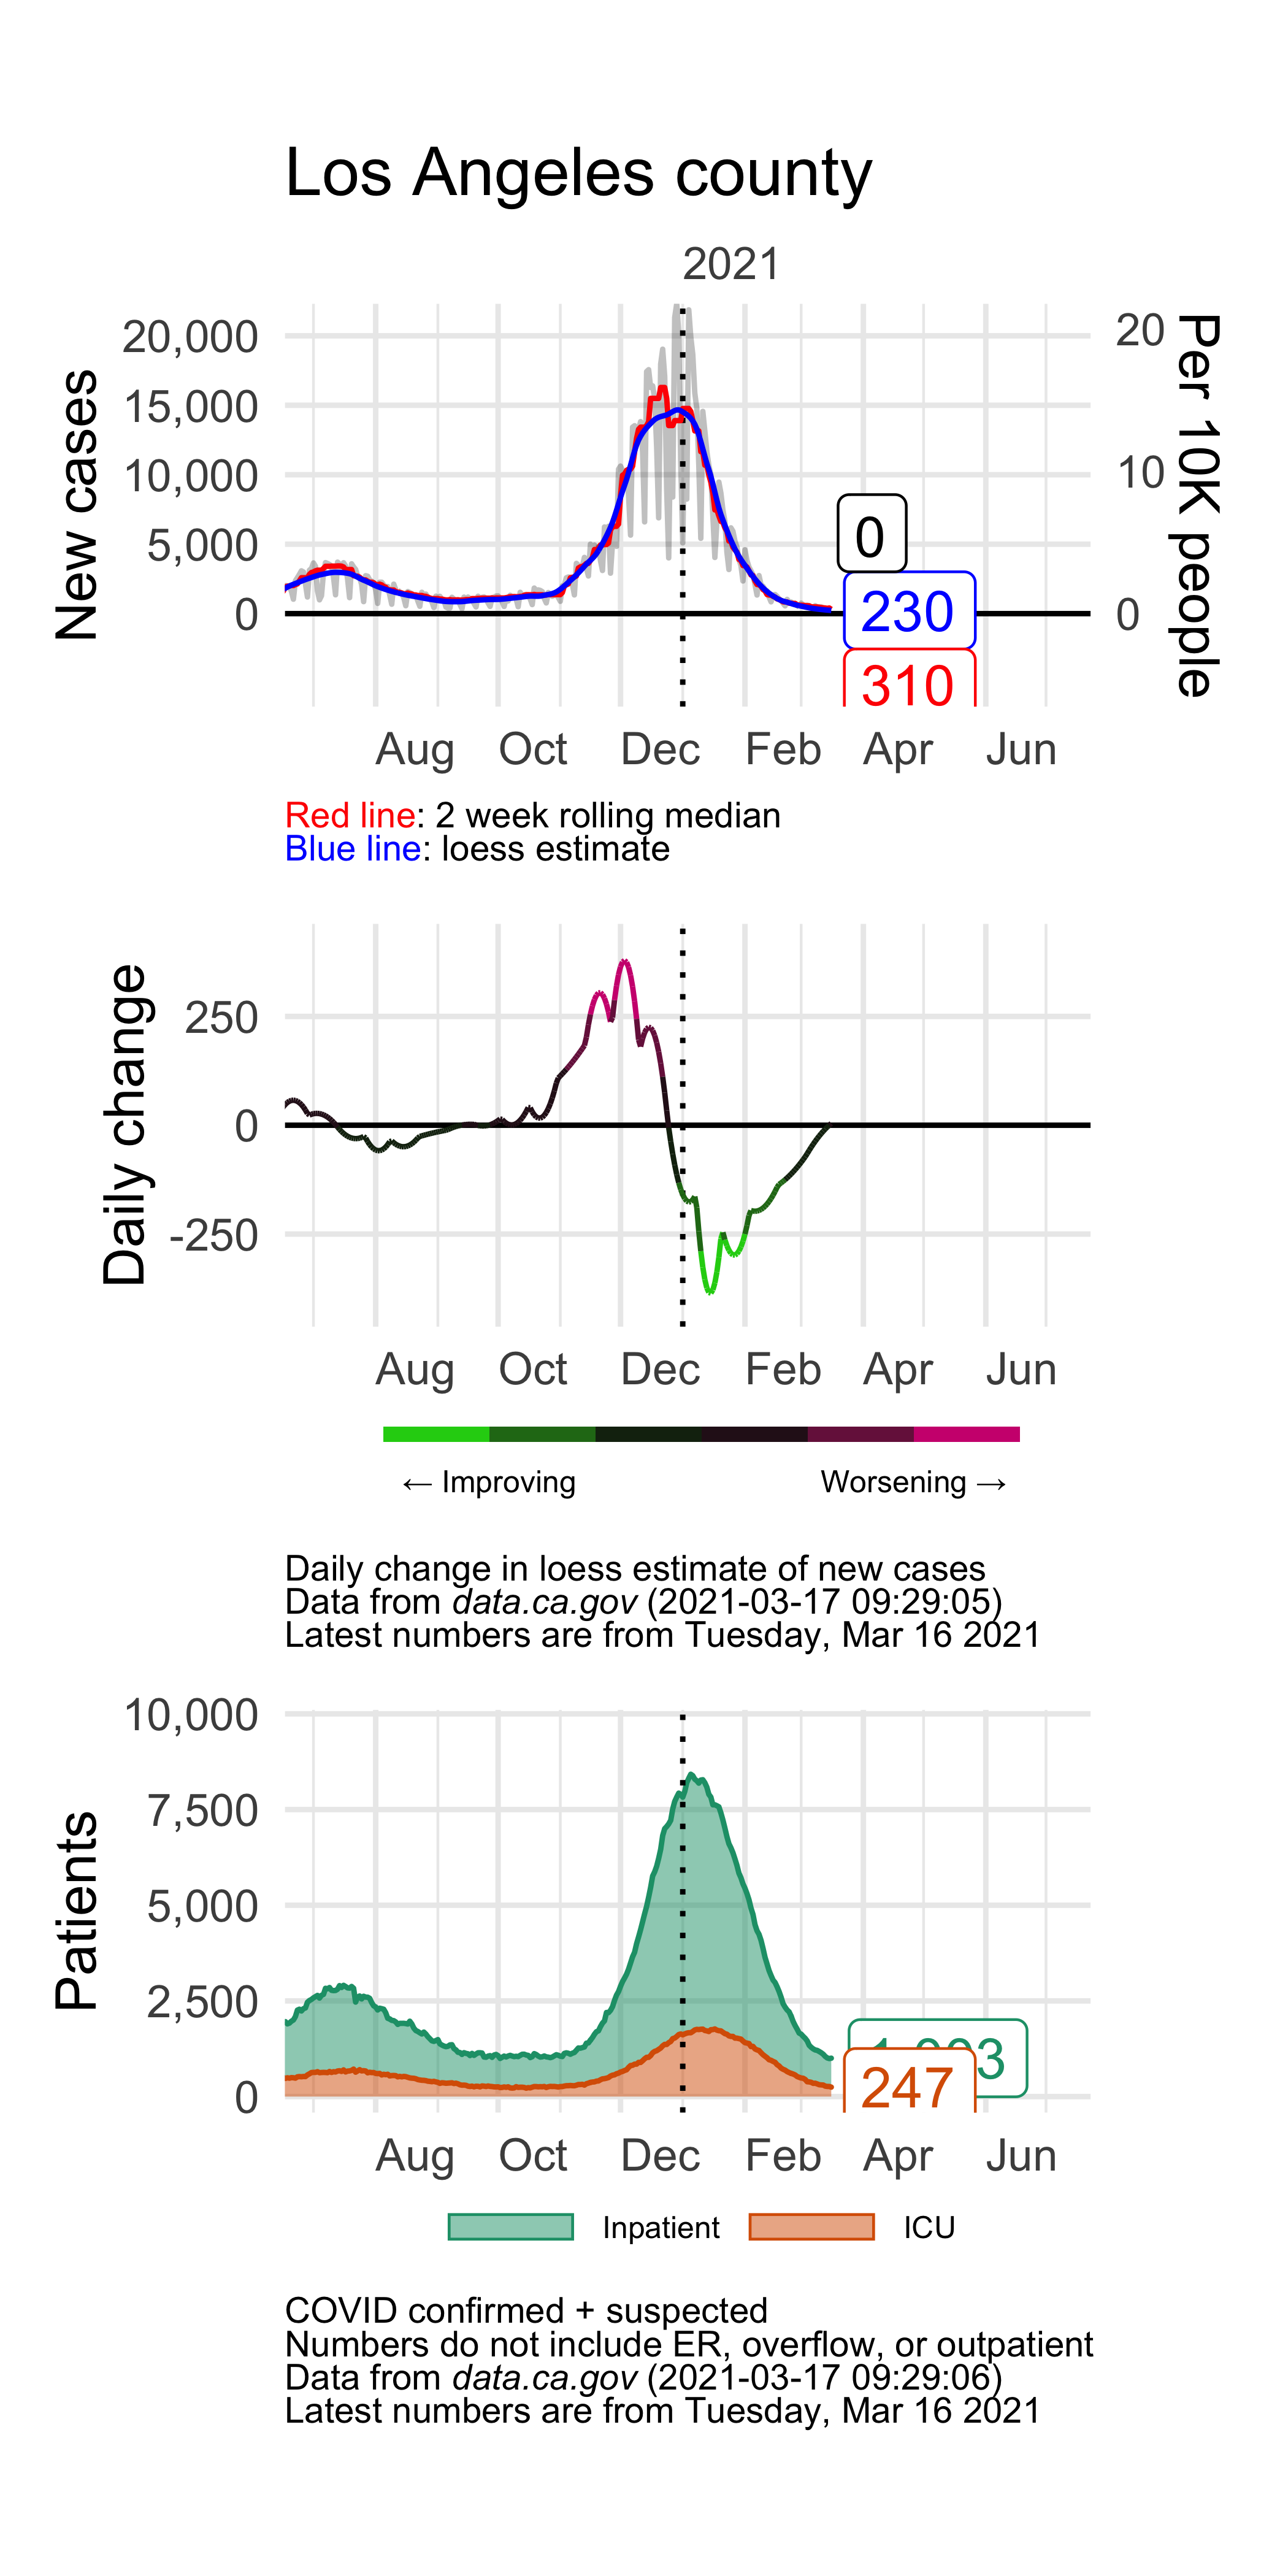 Los Angeles county
2021
20,000
15,000
10,000
5,000
0
New cases
20
10
0
Per 10K people
0
230
310
Aug Oct Dec Feb Apr Jun
Red line: 2 week rolling median
Blue line: loess estimate
250
0
-250
Daily change
Aug Oct Dec Feb Apr Jun
← Improving Worsening →
Daily change in loess estimate of new cases
Data from data.ca.gov (2021-03-17 09:29:05)
Latest numbers are from Tuesday, Mar 16 2021
10,000
7,500
5,000
2,500
0
Patients
247
Aug Oct Dec Feb Apr Jun
Inpatient ICU
COVID confirmed + suspected
Numbers do not include ER, overflow, or outpatient
Data from data.ca.gov (2021-03-17 09:29:06)
Latest numbers are from Tuesday, Mar 16 2021